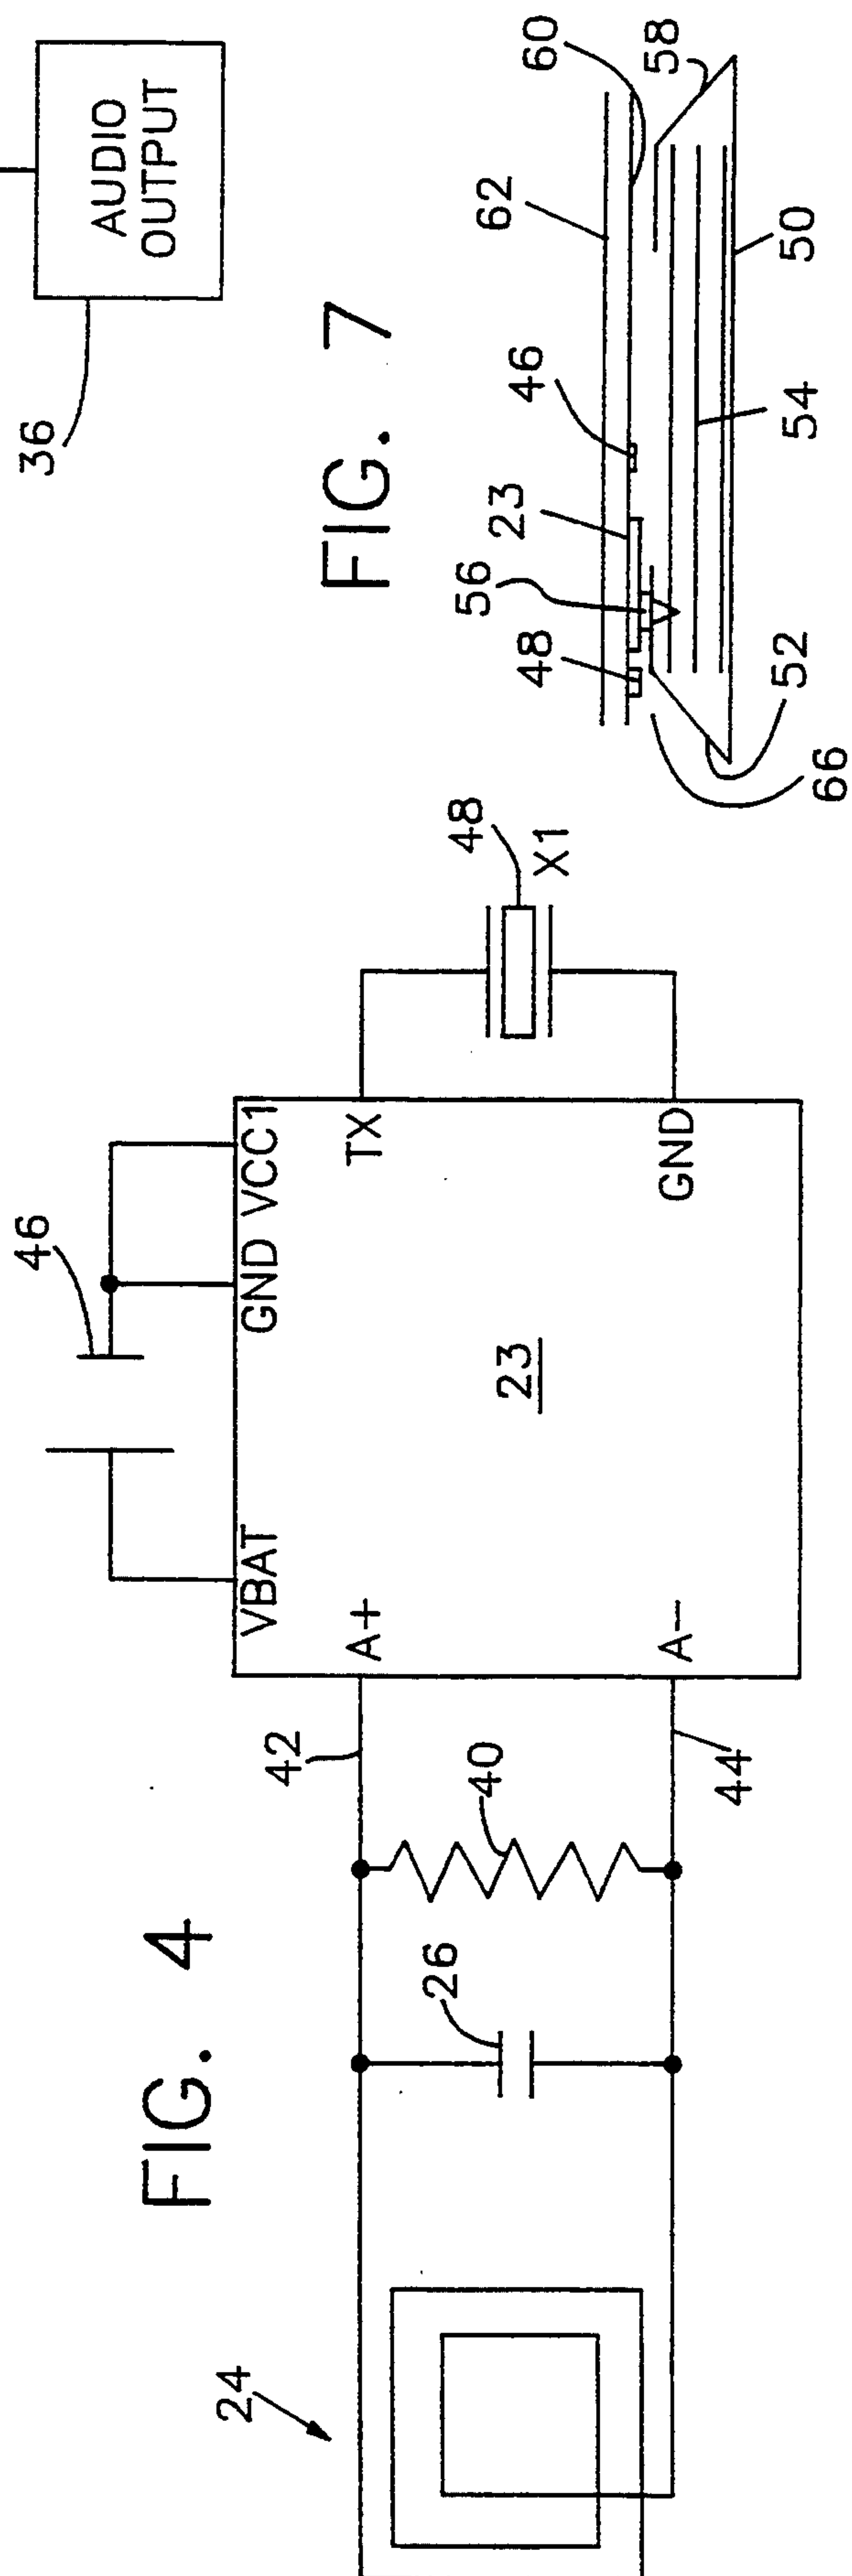 AUDIO
OUTPUT
36
FIG. 7
60
58
62
46
23
56
48
50
54
52
66
FIG. 4
46
VBAT
GND
VCC1
A+
TX
48
X1
23
A-
GND
42
40
44
26
24